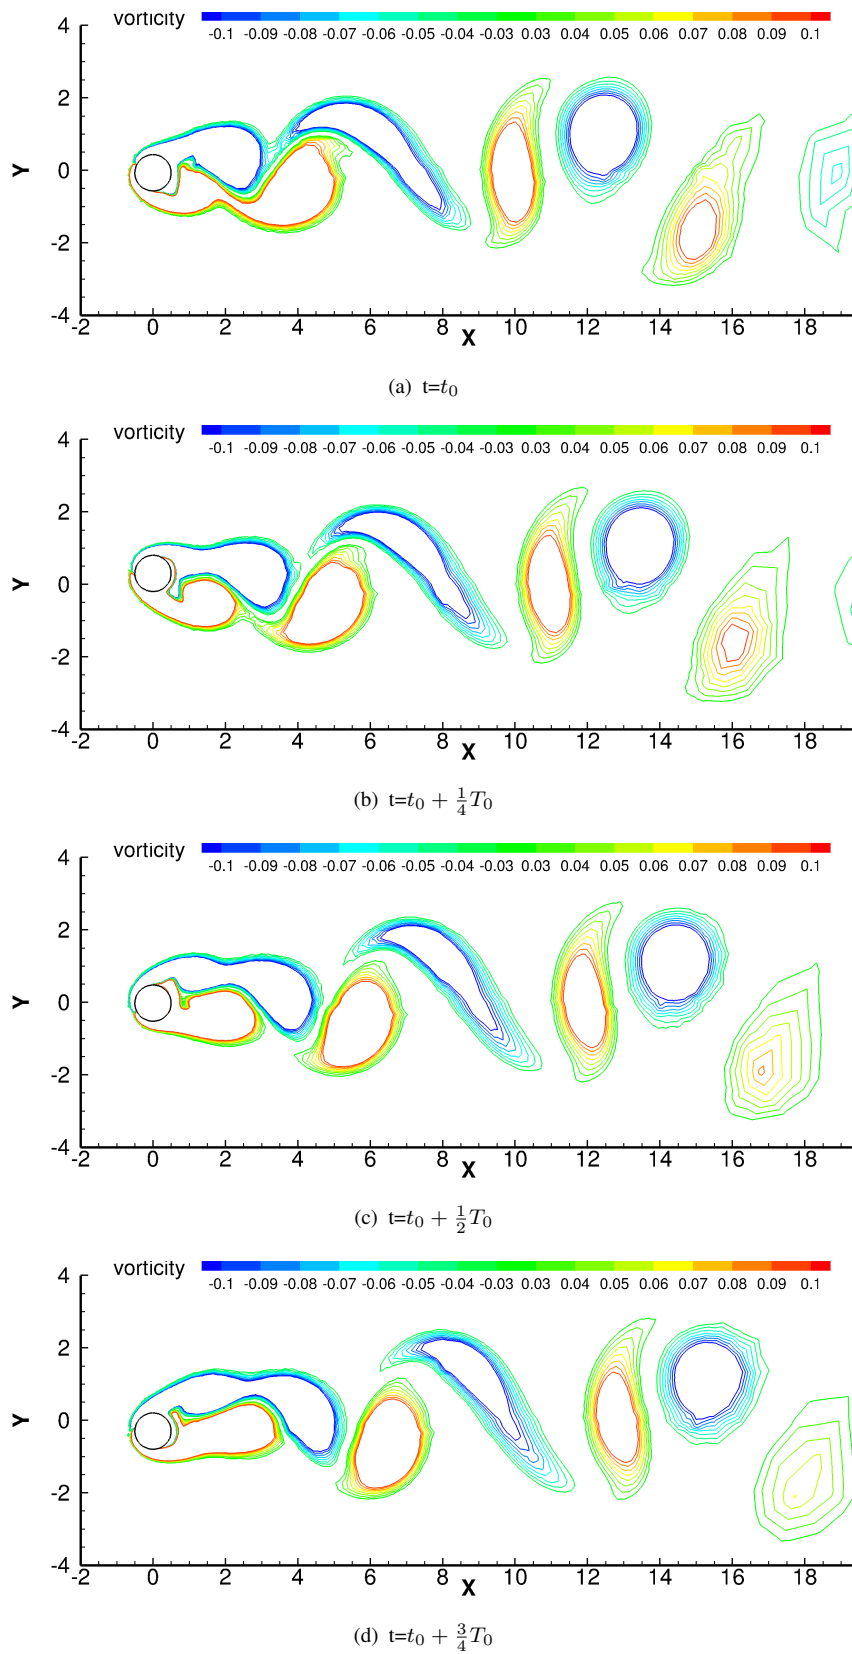 vorticity
-0.1 -0.09 -0.08 -0.07 -0.06 -0.05 -0.04 -0.03 0.03 0.04 0.05 0.06 0.07 0.08 0.09 0.1
4
2
0
-2
-4
Y
-2 0 2 4 6 8 10 12 14 16 18
X
(a) t=t₀
vorticity
-0.1 -0.09 -0.08 -0.07 -0.06 -0.05 -0.04 -0.03 0.03 0.04 0.05 0.06 0.07 0.08 0.09 0.1
4
2
0
-2
-4
Y
-2 0 2 4 6 8 10 12 14 16 18
X
(b) t=t₀ + 1/4 T₀
vorticity
-0.1 -0.09 -0.08 -0.07 -0.06 -0.05 -0.04 -0.03 0.03 0.04 0.05 0.06 0.07 0.08 0.09 0.1
4
2
0
-2
-4
Y
-2 0 2 4 6 8 10 12 14 16 18
X
(c) t=t₀ + 1/2 T₀
vorticity
-0.1 -0.09 -0.08 -0.07 -0.06 -0.05 -0.04 -0.03 0.03 0.04 0.05 0.06 0.07 0.08 0.09 0.1
4
2
0
-2
-4
Y
-2 0 2 4 6 8 10 12 14 16 18
X
(d) t=t₀ + 3/4 T₀